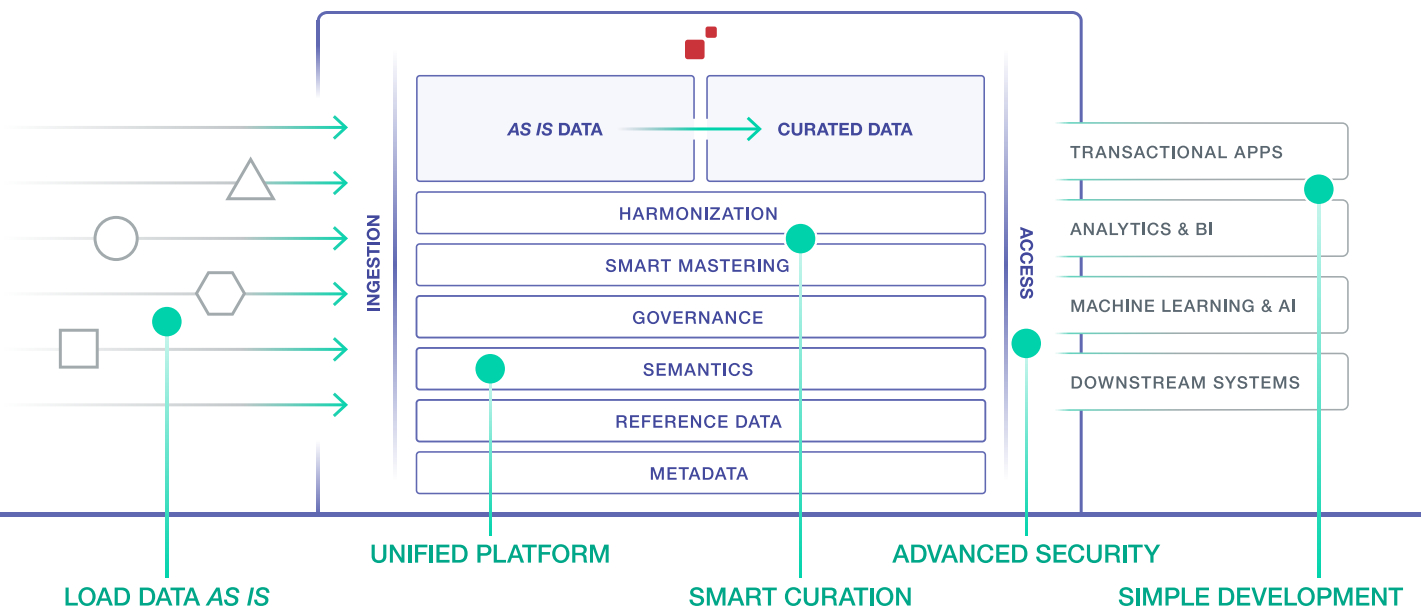 AS IS DATA
CURATED DATA
HARMONIZATION
SMART MASTERING
GOVERNANCE
SEMANTICS
REFERENCE DATA
METADATA
INGESTION
ACCESS
TRANSACTIONAL APPS
ANALYTICS & BI
MACHINE LEARNING & AI
DOWNSTREAM SYSTEMS
UNIFIED PLATFORM
ADVANCED SECURITY
LOAD DATA AS IS
SMART CURATION
SIMPLE DEVELOPMENT